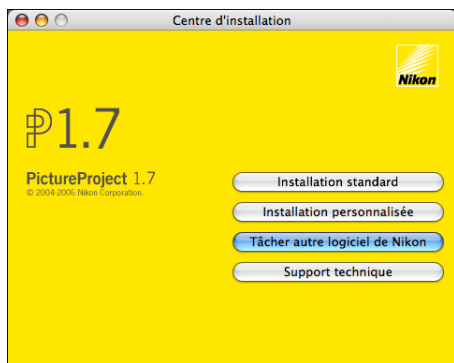 Centre d'installation
Nikon
P1.7
PictureProject 1.7
© 2004-2006 Nikon Corporation.
Installation standard
Installation personnalisée
Tâcher autre logiciel de Nikon
Support technique